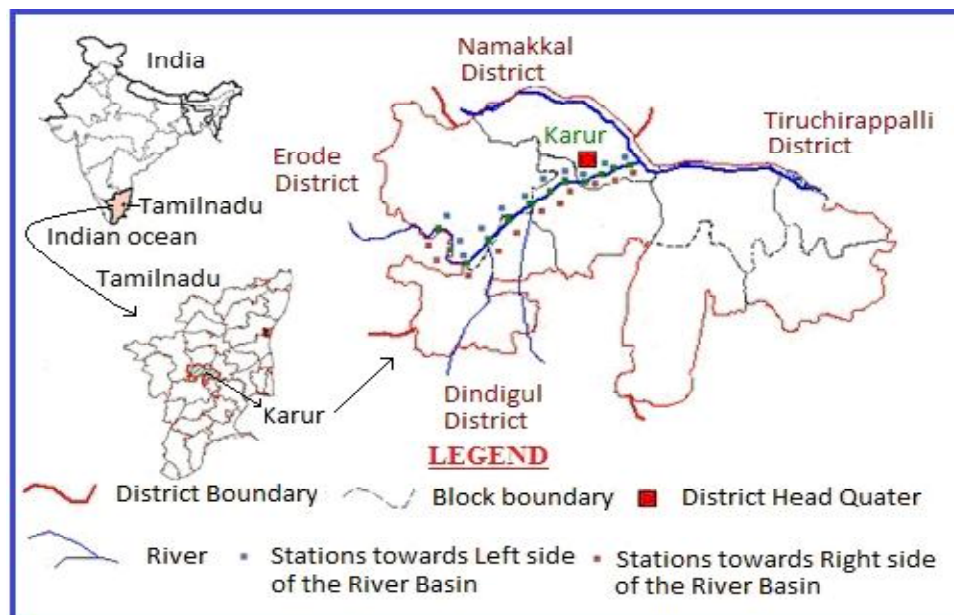 India
Tamilnadu
Indian ocean
Tamilnadu
Karur
Namakkal
District
Karur
Tiruchirappalli
District
Erode
District
Dindigul
District
LEGEND
District Boundary
Block boundary
District Head Quater
River
Stations towards Left side
of the River Basin
Stations towards Right side
of the River Basin